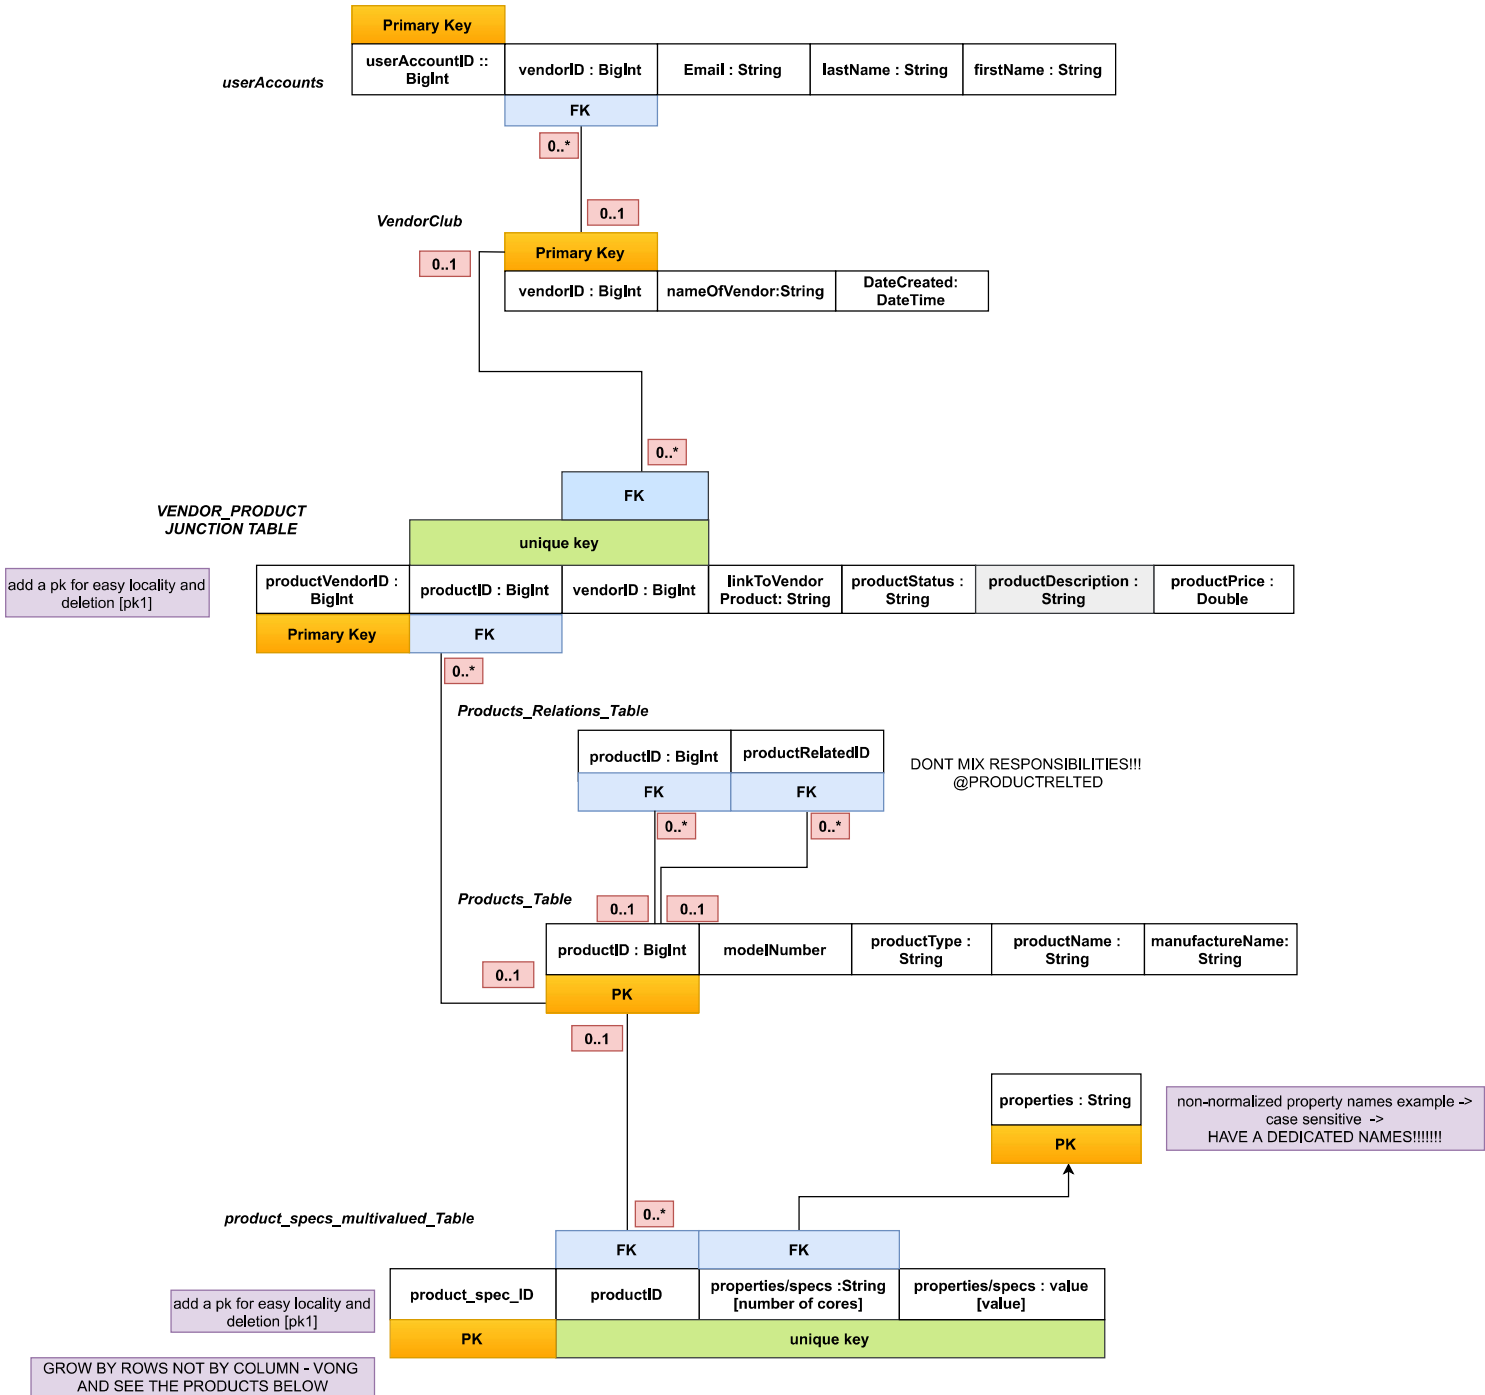 Primary Key
userAccounts
userAccountID ::
BigInt
vendorID : BigInt
Email : String
lastName : String
firstName : String
FK
0..*
0..1
VendorClub
0..1
Primary Key
vendorID : BigInt
nameOfVendor:String
DateCreated:
DateTime
0..*
FK
VENDOR_PRODUCT
JUNCTION TABLE
unique key
add a pk for easy locality and
deletion [pk1]
productVendorID :
BigInt
productID : BigInt
vendorID : BigInt
linkToVendor
Product: String
productStatus :
String
productDescription :
String
productPrice :
Double
Primary Key
FK
0..*
Products_Relations_Table
productID : BigInt
productRelatedID
DONT MIX RESPONSIBILITIES!!!
@PRODUCTRELTED
FK
FK
0..*
0..*
Products_Table
0..1
0..1
productID : BigInt
modelNumber
productType :
String
productName :
String
manufactureName:
String
0..1
PK
0..1
properties : String
PK
non-normalized property names example ->
case sensitive ->
HAVE A DEDICATED NAMES!!!!!!!
product_specs_multivalued_Table
0..*
FK
FK
add a pk for easy locality and
deletion [pk1]
product_spec_ID
productID
properties/specs :String
[number of cores]
properties/specs : value
[value]
PK
unique key
GROW BY ROWS NOT BY COLUMN - VONG
AND SEE THE PRODUCTS BELOW